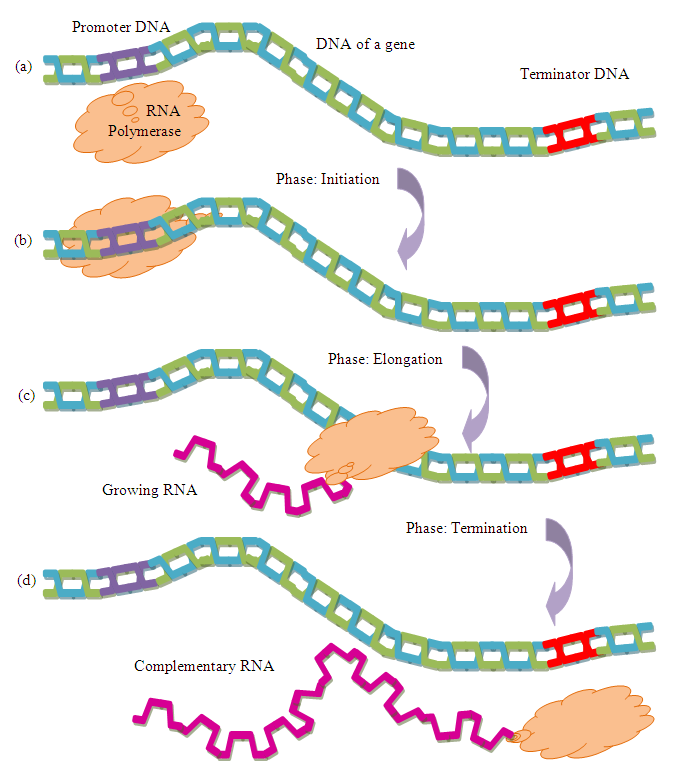 Promoter DNA
DNA of a gene
(a)
Terminator DNA
RNA
Polymerase
Phase: Initiation
(b)
Phase: Elongation
(c)
Growing RNA
Phase: Termination
(d)
Complementary RNA